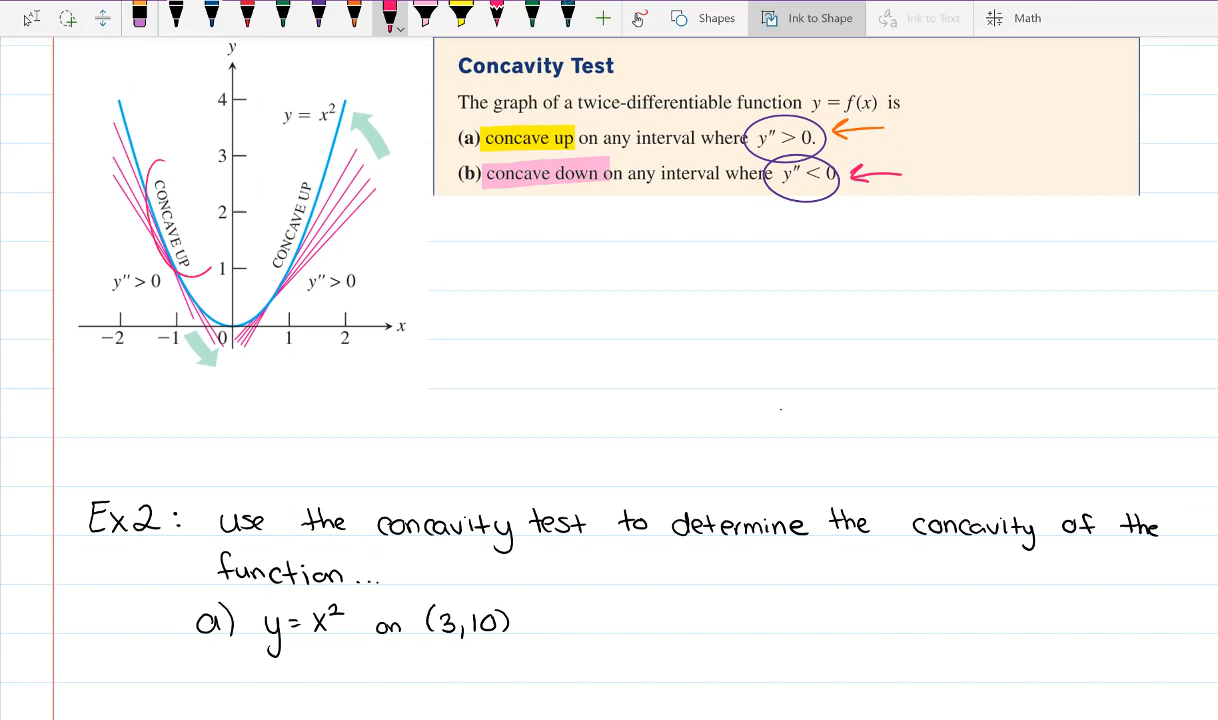 Shapes
Ink to Shape
Ink to Text
Math
y
4
3
2
1
y = x²
CONCAVE UP
CONCAVE UP
y″ > 0
y″ > 0
−2 −1 0 1 2 x
Concavity Test
The graph of a twice-differentiable function y = f(x) is
(a) concave up on any interval where y″ > 0.
(b) concave down on any interval where y″ < 0
Ex2: use the concavity test to determine the concavity of the
function...
a) y = x² on (3,10)